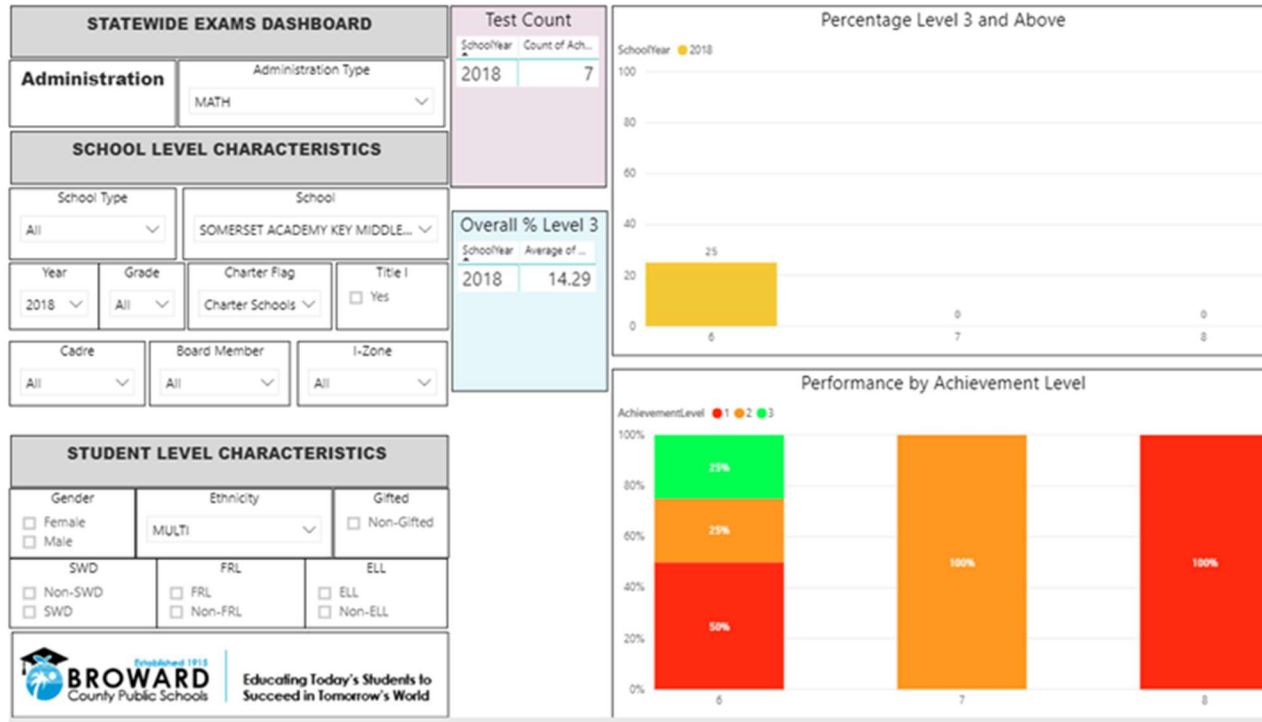 STATEWIDE EXAMS DASHBOARD
Administration
Administration Type
MATH
SCHOOL LEVEL CHARACTERISTICS
School Type
All
School
SOMERSET ACADEMY KEY MIDDLE...
Year
2018
Grade
All
Charter Flag
Charter Schools
Title I
Yes
Cadre
All
Board Member
All
I-Zone
All
STUDENT LEVEL CHARACTERISTICS
Gender
Female
Male
Ethnicity
MULTI
Gifted
Non-Gifted
SWD
Non-SWD
SWD
FRL
FRL
Non-FRL
ELL
ELL
Non-ELL
Established 1915
BROWARD
County Public Schools
Educating Today's Students to
Succeed in Tomorrow's World
Test Count
SchoolYear Count of Ach...
2018 7
Overall % Level 3
SchoolYear Average of ...
2018 14.29
Percentage Level 3 and Above
SchoolYear 2018
100
80
60
40
20
0
25
0
0
6 7 8
Performance by Achievement Level
AchievementLevel 1 2 3
100%
80%
60%
40%
20%
0%
25%
25%
50%
100%
100%
6 7 8